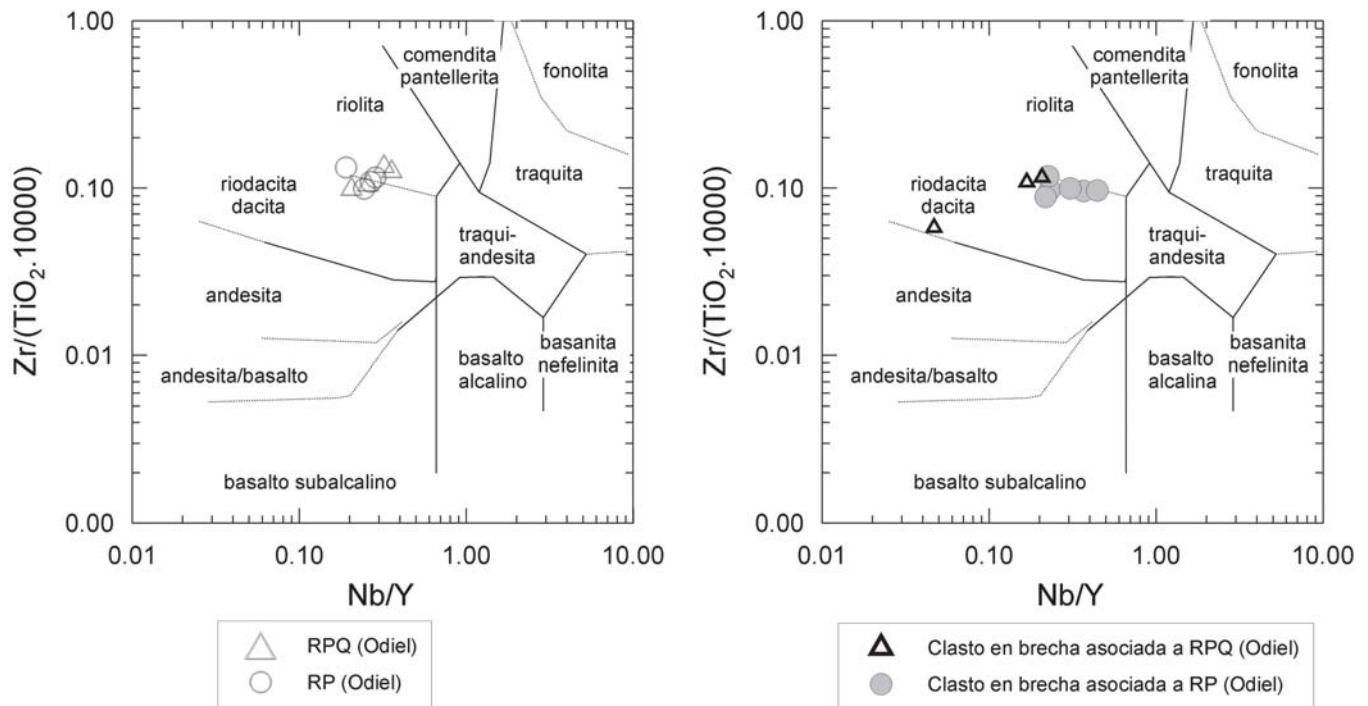 Zr/(TiO₂.10000)
1.00
0.10
0.01
0.00
comendita
pantellerita
fonolita
riolita
traquita
riodacita
dacita
traqui-
andesita
andesita
andesita/basalto
basalto
alcalino
basanita
nefelinita
basalto subalcalino
0.01
0.10
1.00
10.00
Nb/Y
RPQ (Odiel)
RP (Odiel)
Zr/(TiO₂.10000)
1.00
0.10
0.01
0.00
comendita
pantellerita
fonolita
riolita
traquita
riodacita
dacita
traqui-
andesita
andesita
andesita/basalto
basalto
alcalina
basanita
nefelinita
basalto subalcalino
0.01
0.10
1.00
10.00
Nb/Y
Clasto en brecha asociada a RPQ (Odiel)
Clasto en brecha asociada a RP (Odiel)